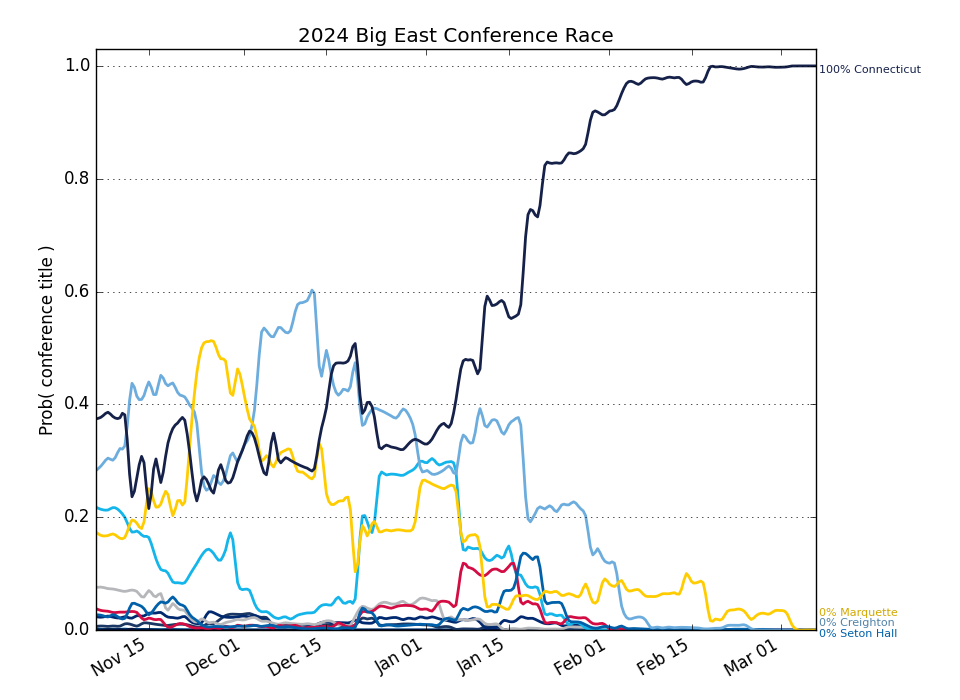 2024 Big East Conference Race
Prob( conference title )
1.0
0.8
0.6
0.4
0.2
0.0
Nov 15
Dec 01
Dec 15
Jan 01
Jan 15
Feb 01
Feb 15
Mar 01
100% Connecticut
0% Marquette
0% Creighton
0% Seton Hall